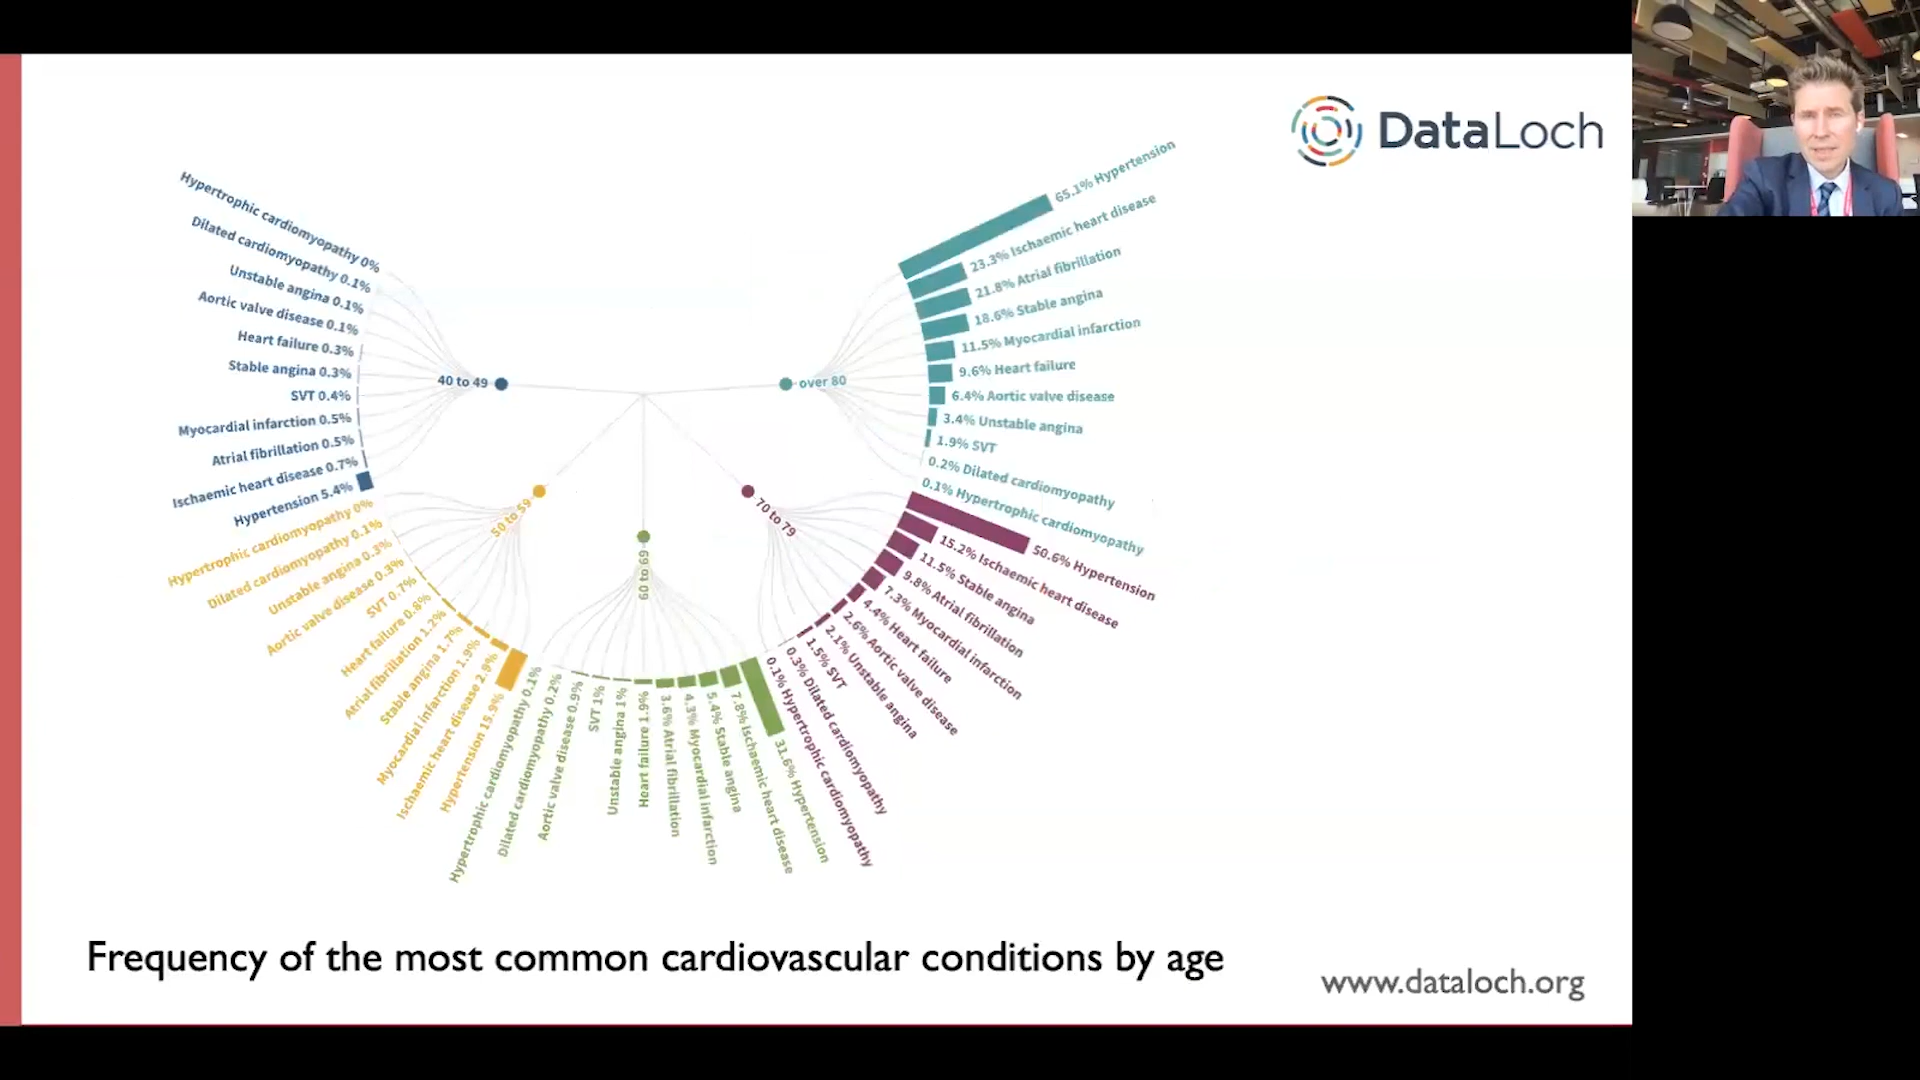 DataLoch
40 to 49
Hypertrophic cardiomyopathy 0%
Dilated cardiomyopathy 0.1%
Unstable angina 0.1%
Aortic valve disease 0.1%
Heart failure 0.3%
Stable angina 0.3%
SVT 0.4%
Myocardial infarction 0.5%
Atrial fibrillation 0.5%
Ischaemic heart disease 0.7%
Hypertension 5.4%
50 to 59
Hypertrophic cardiomyopathy 0%
Dilated cardiomyopathy 0.1%
Unstable angina 0.3%
Aortic valve disease 0.3%
SVT 0.7%
Heart failure 0.8%
Atrial fibrillation 1.2%
Stable angina 1.7%
Myocardial infarction 1.9%
Ischaemic heart disease 2.9%
Hypertension 15.9%
60 to 69
Hypertrophic cardiomyopathy 0.1%
Dilated cardiomyopathy 0.2%
Aortic valve disease 0.9%
SVT 1%
Unstable angina 1%
Heart failure 1.9%
3.6% Atrial fibrillation
4.3% Myocardial infarction
5.4% Stable angina
7.8% Ischaemic heart disease
31.6% Hypertension
70 to 79
0.1% Hypertrophic cardiomyopathy
0.3% Dilated cardiomyopathy
1.5% SVT
2.1% Unstable angina
2.6% Aortic valve disease
4.4% Heart failure
7.3% Myocardial infarction
9.8% Atrial fibrillation
11.5% Stable angina
15.2% Ischaemic heart disease
50.6% Hypertension
over 80
65.1% Hypertension
23.3% Ischaemic heart disease
21.8% Atrial fibrillation
18.6% Stable angina
11.5% Myocardial infarction
9.6% Heart failure
6.4% Aortic valve disease
3.4% Unstable angina
1.9% SVT
0.2% Dilated cardiomyopathy
0.1% Hypertrophic cardiomyopathy
Frequency of the most common cardiovascular conditions by age
www.dataloch.org